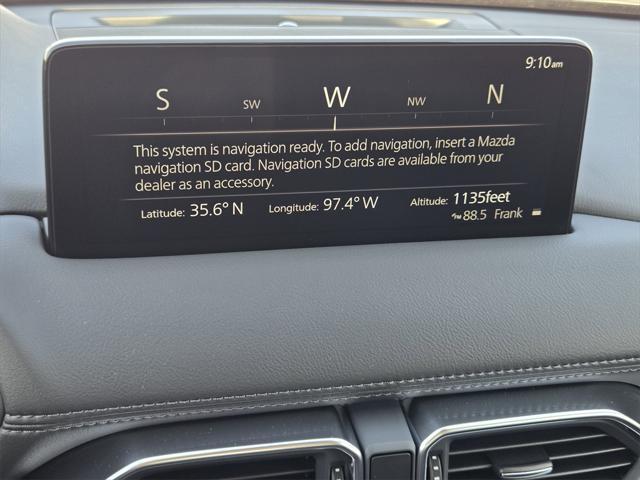 9:10am
S SW W NW N
This system is navigation ready. To add navigation, insert a Mazda
navigation SD card. Navigation SD cards are available from your
dealer as an accessory.
Latitude: 35.6° N Longitude: 97.4° W Altitude: 1135feet
FM 88.5 Frank